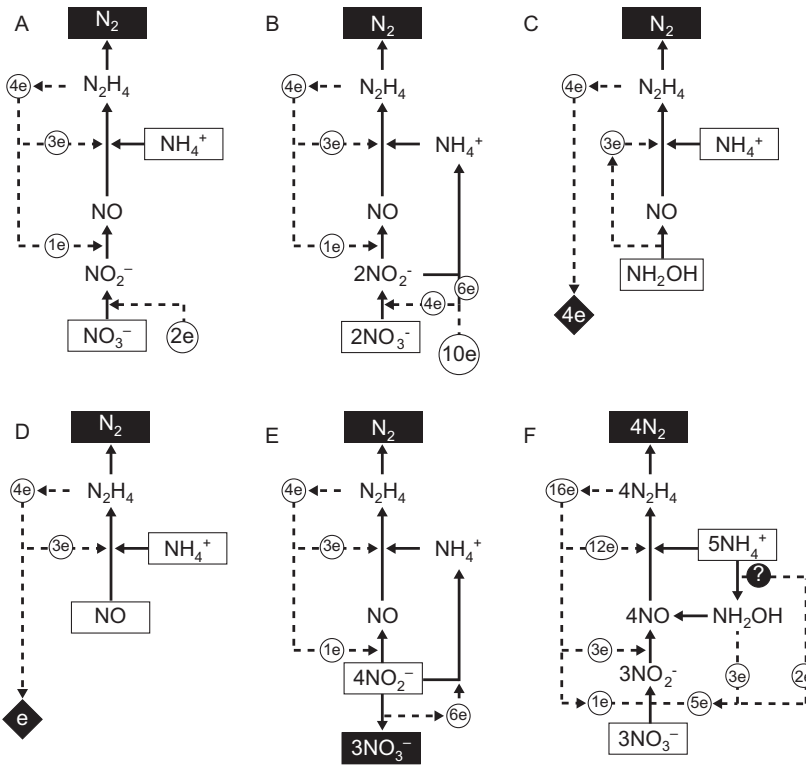 A
N₂
4e
N₂H₄
3e
NH₄⁺
NO
1e
NO₂⁻
NO₃⁻
2e
B
N₂
4e
N₂H₄
3e
NH₄⁺
NO
1e
2NO₂⁻
6e
4e
2NO₃⁻
10e
C
N₂
4e
N₂H₄
3e
NH₄⁺
NO
NH₂OH
4e
D
N₂
4e
N₂H₄
3e
NH₄⁺
NO
e
E
N₂
4e
N₂H₄
3e
NH₄⁺
NO
1e
4NO₂⁻
6e
3NO₃⁻
F
4N₂
16e
4N₂H₄
12e
5NH₄⁺
?
4NO
NH₂OH
3e
3NO₂⁻
3e
2e
1e
5e
3NO₃⁻